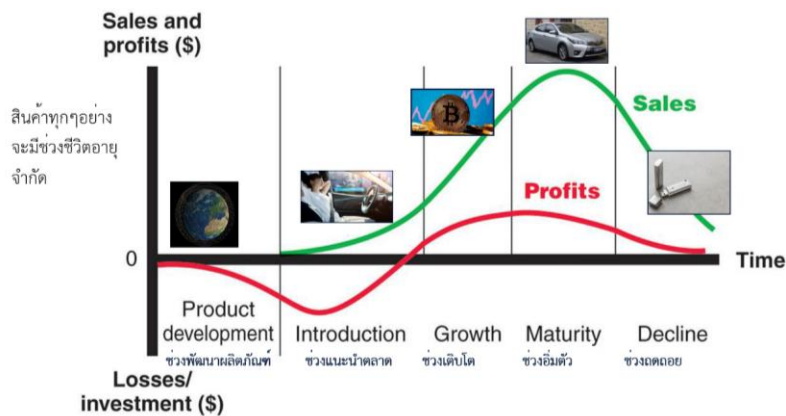 Sales and
profits ($)
สินค้าทุกๆอย่าง
จะมีช่วงชีวิตอายุ
จำกัด
B
Sales
Profits
0
Time
Product
development
Introduction
Growth
Maturity
Decline
ช่วงพัฒนาผลิตภัณฑ์
ช่วงแนะนำตลาด
ช่วงเติบโต
ช่วงอิ่มตัว
ช่วงถดถอย
Losses/
investment ($)